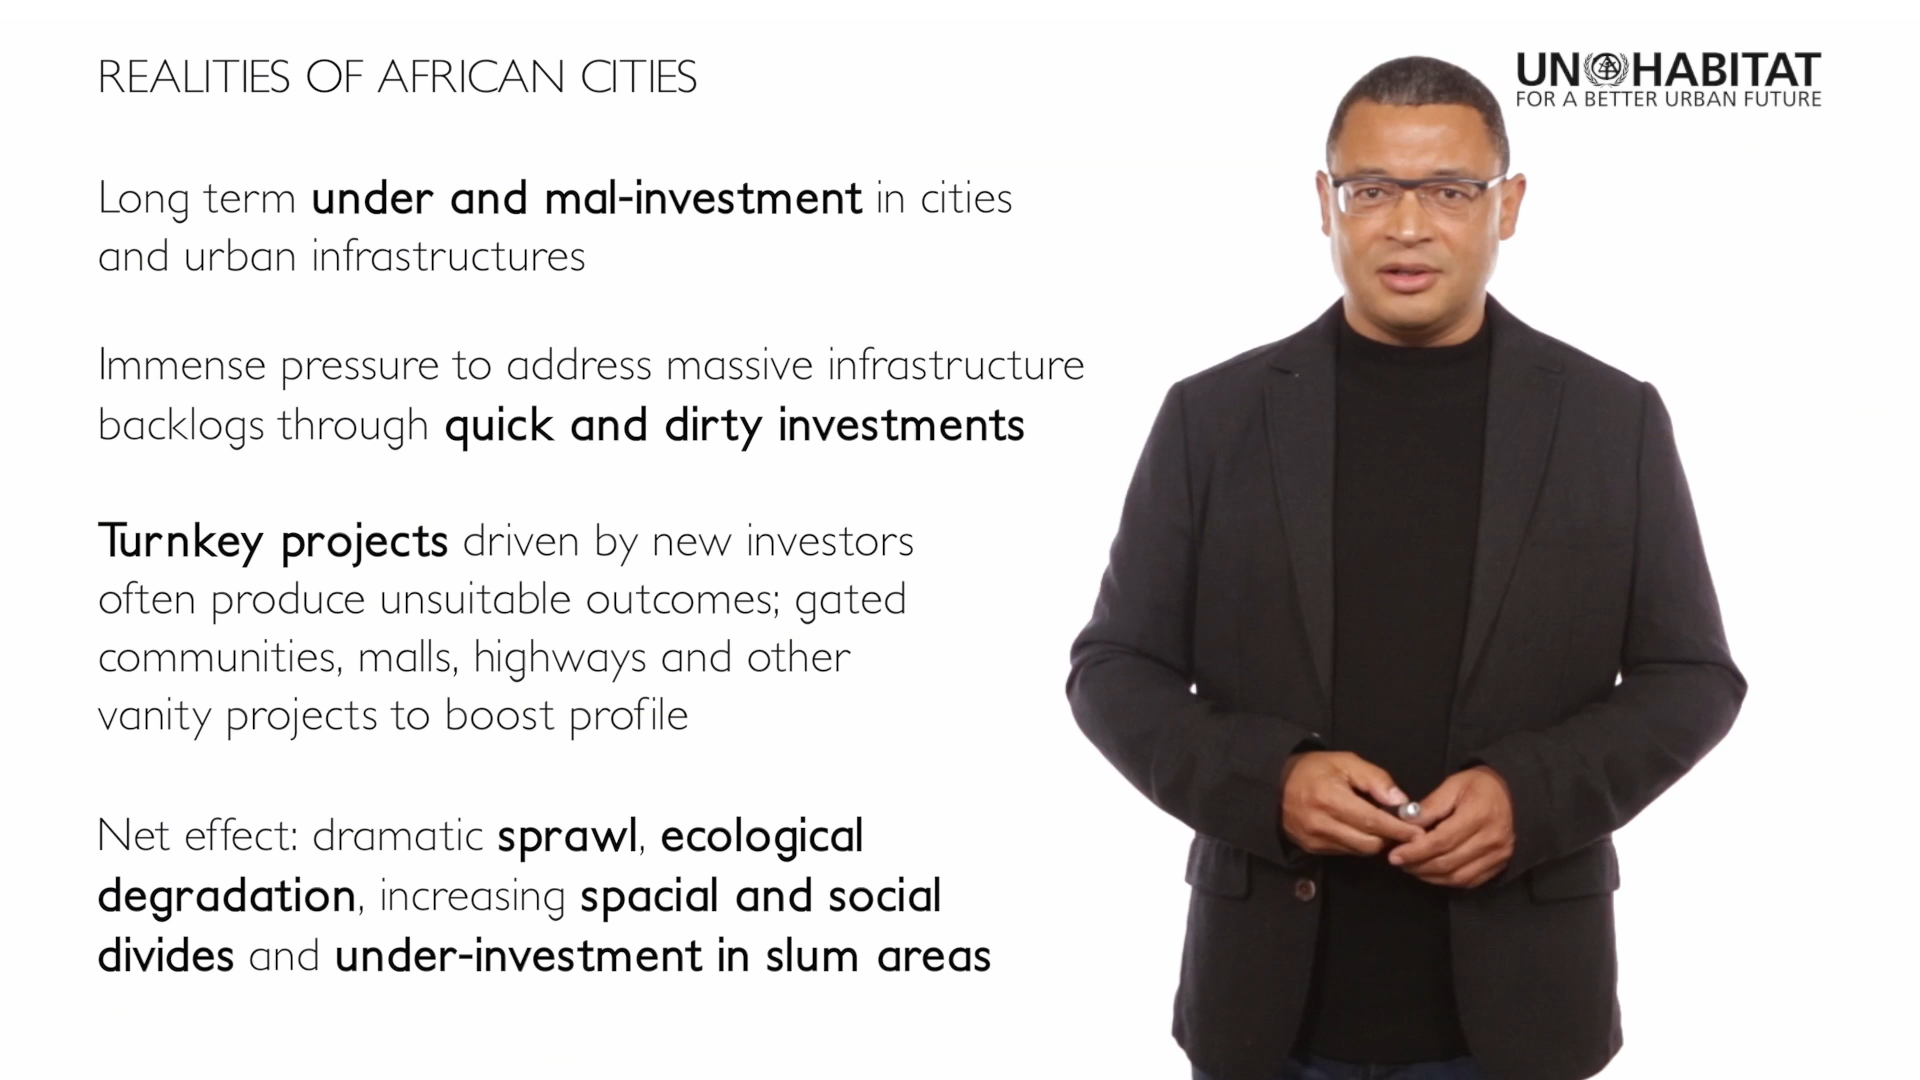 REALITIES OF AFRICAN CITIES
UN HABITAT
FOR A BETTER URBAN FUTURE
Long term under and mal-investment in cities
and urban infrastructures
Immense pressure to address massive infrastructure
backlogs through quick and dirty investments
Turnkey projects driven by new investors
often produce unsuitable outcomes; gated
communities, malls, highways and other
vanity projects to boost profile
Net effect: dramatic sprawl, ecological
degradation, increasing spacial and social
divides and under-investment in slum areas